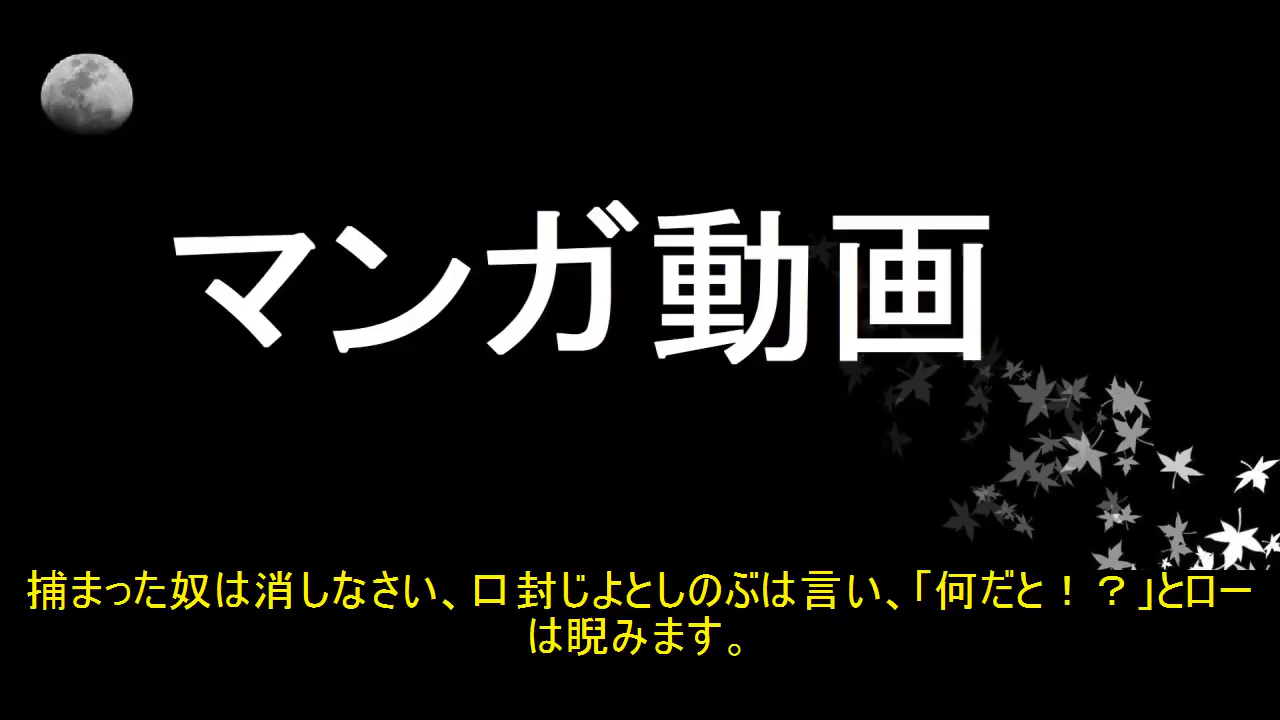 マンガ動画
捕まった奴は消しなさい、口封じよとしのぶは言い、「何だと！？」とロー
は睨みます。